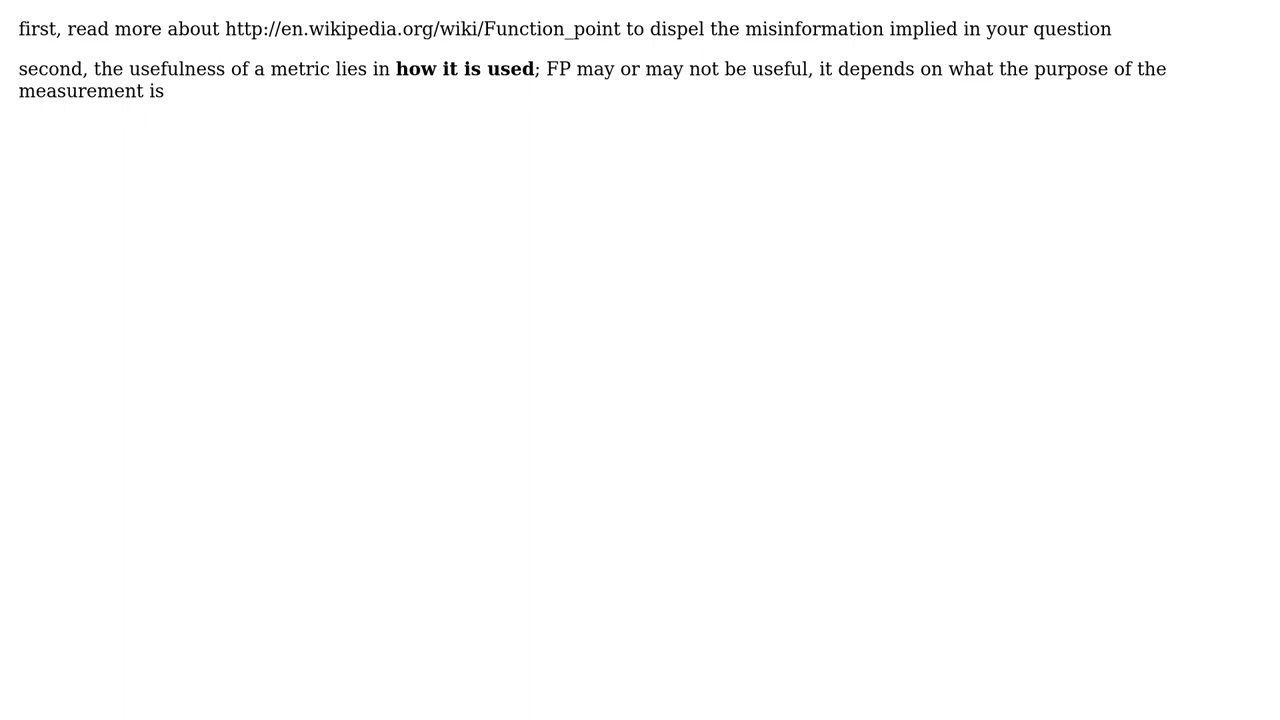 first, read more about http://en.wikipedia.org/wiki/Function_point to dispel the misinformation implied in your question
second, the usefulness of a metric lies in how it is used; FP may or may not be useful, it depends on what the purpose of the
measurement is